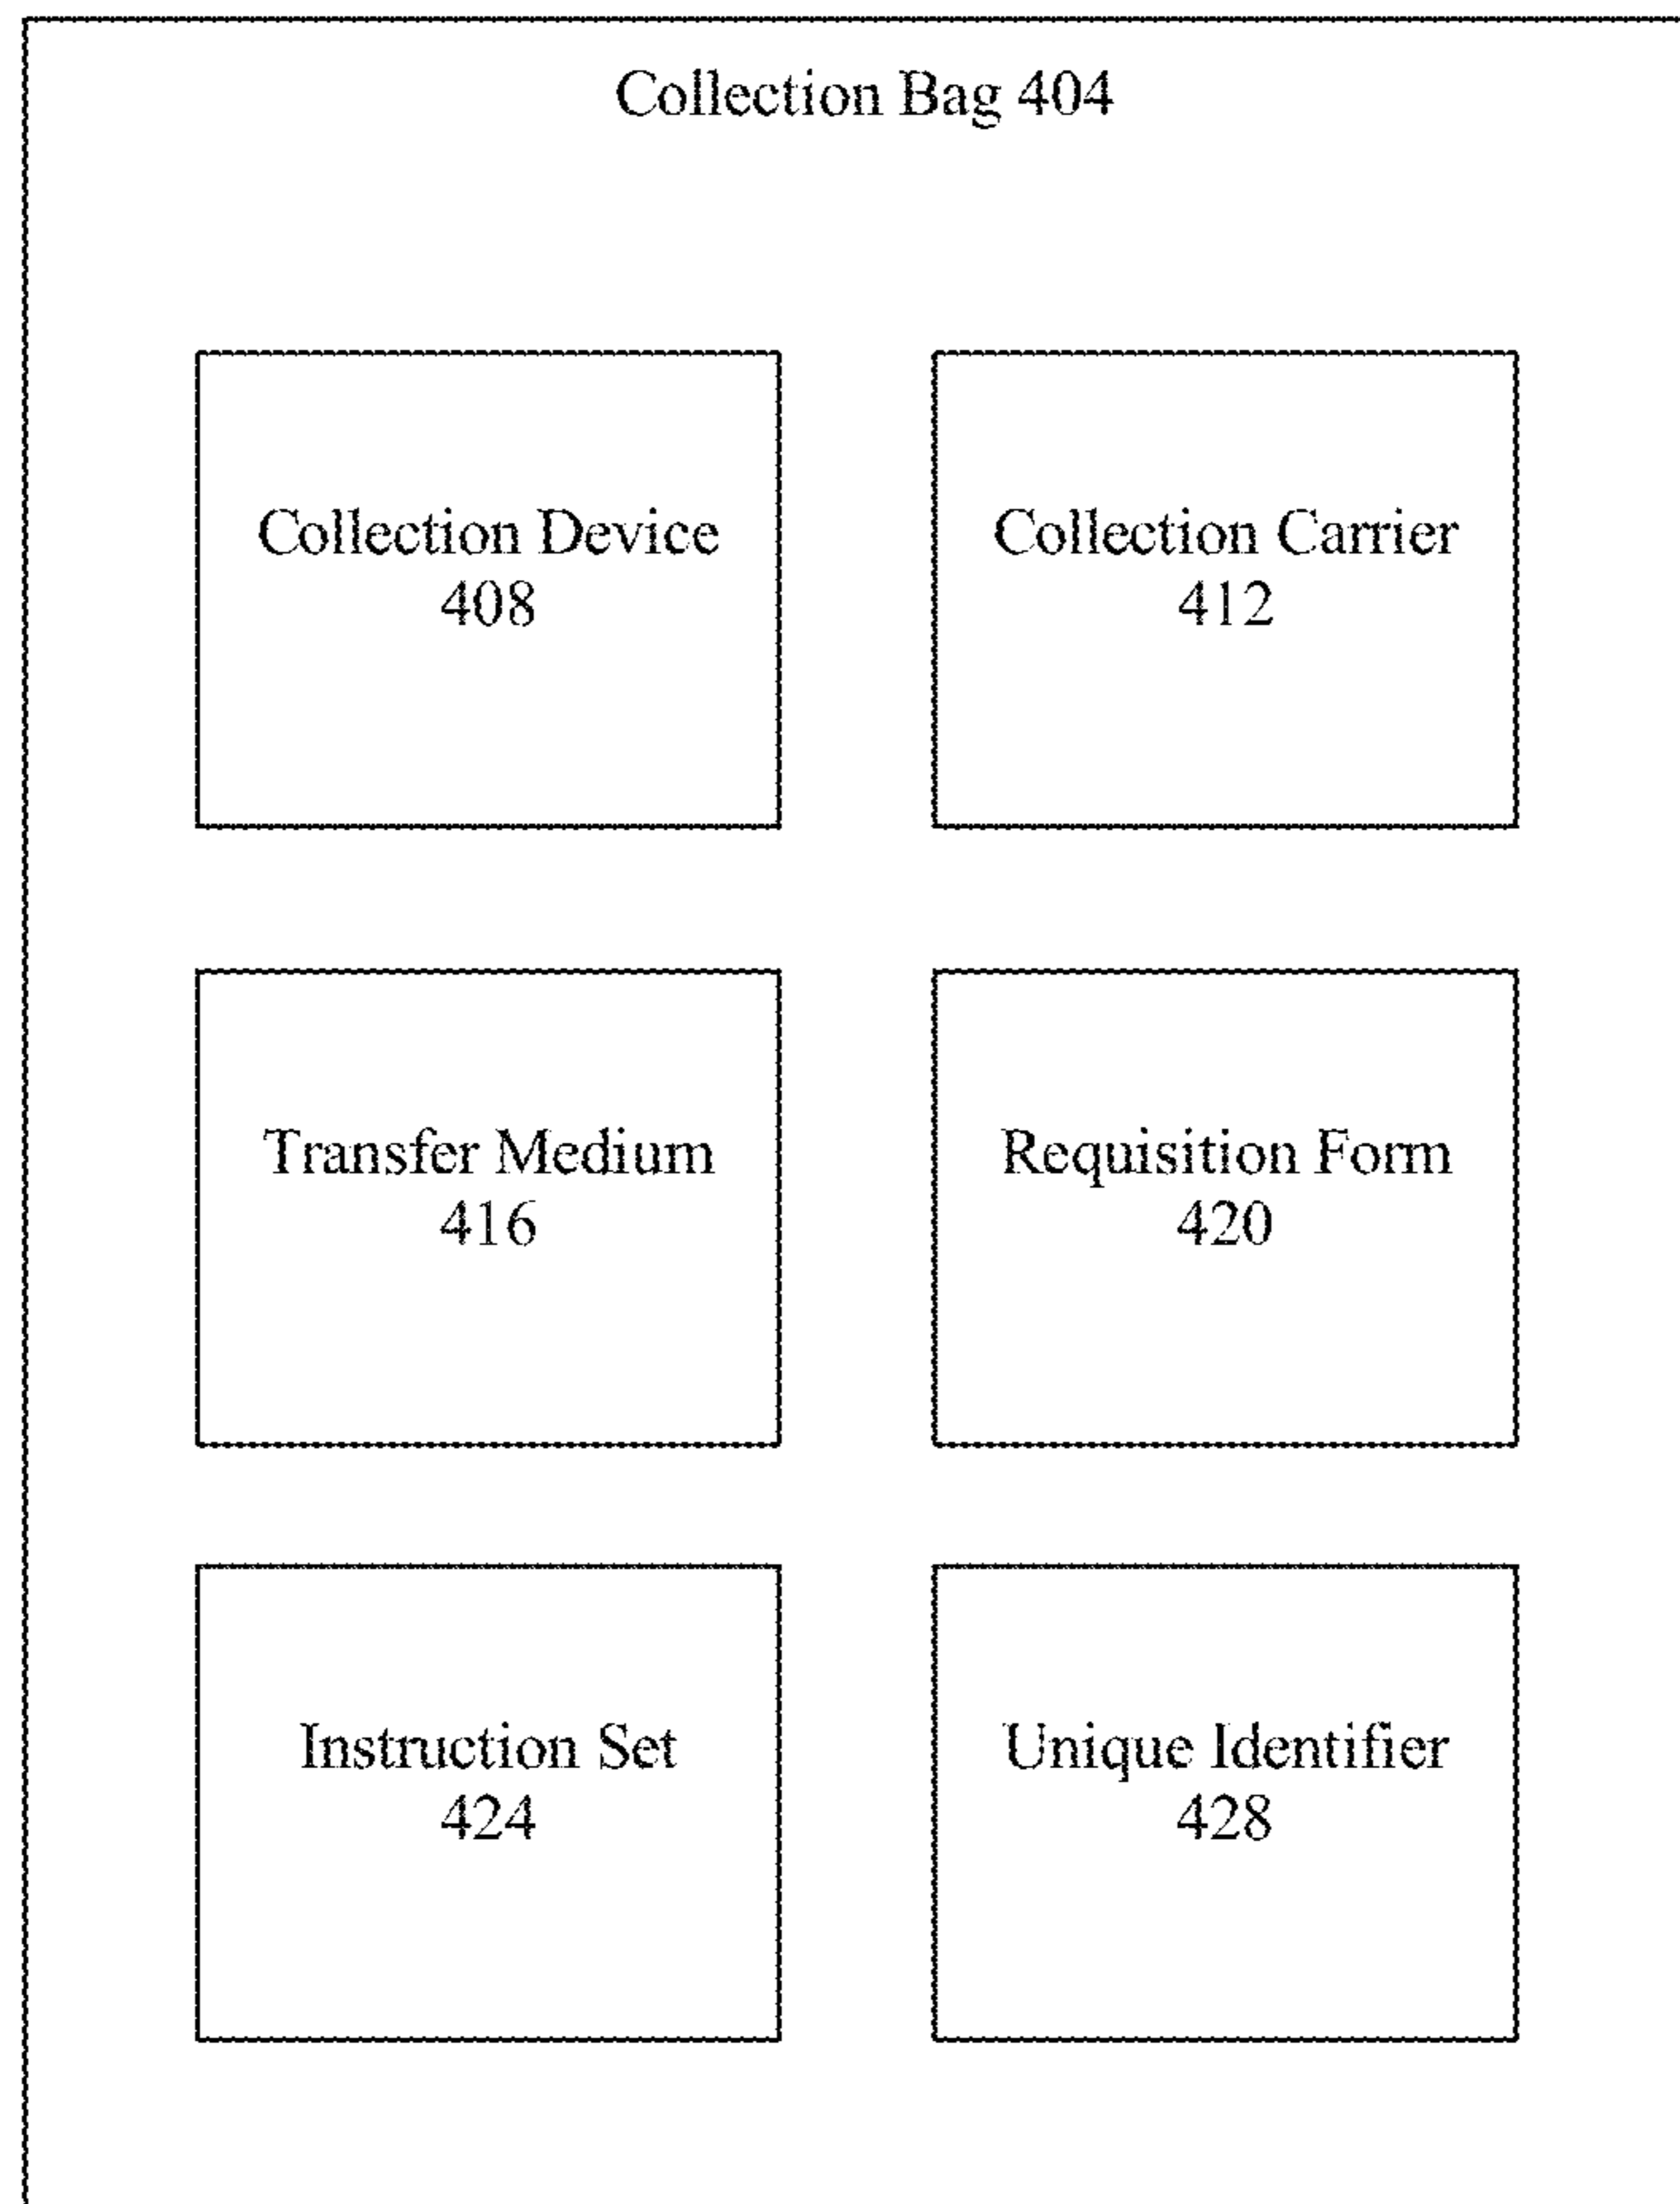 Collection Bag 404
Collection Device
408
Collection Carrier
412
Transfer Medium
416
Requisition Form
420
Instruction Set
424
Unique Identifier
428